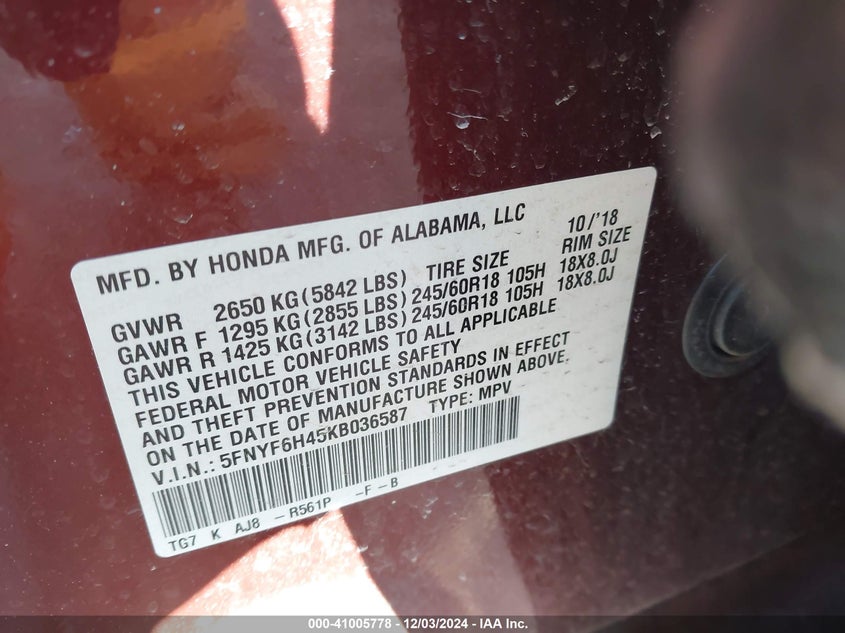 MFD. BY HONDA MFG. OF ALABAMA, LLC 10/'18
GVWR 2650 KG (5842 LBS) TIRE SIZE RIM SIZE
GAWR F 1295 KG (2855 LBS) 245/60R18 105H 18X8.0J
GAWR R 1425 KG (3142 LBS) 245/60R18 105H 18X8.0J
THIS VEHICLE CONFORMS TO ALL APPLICABLE
FEDERAL MOTOR VEHICLE SAFETY
AND THEFT PREVENTION STANDARDS IN EFFECT
ON THE DATE OF MANUFACTURE SHOWN ABOVE.
V.I.N.: 5FNYF6H45KB036587 TYPE: MPV
TG7 K AJ8 - R561P -F-B
000-41005778 - 12/03/2024 - IAA Inc.